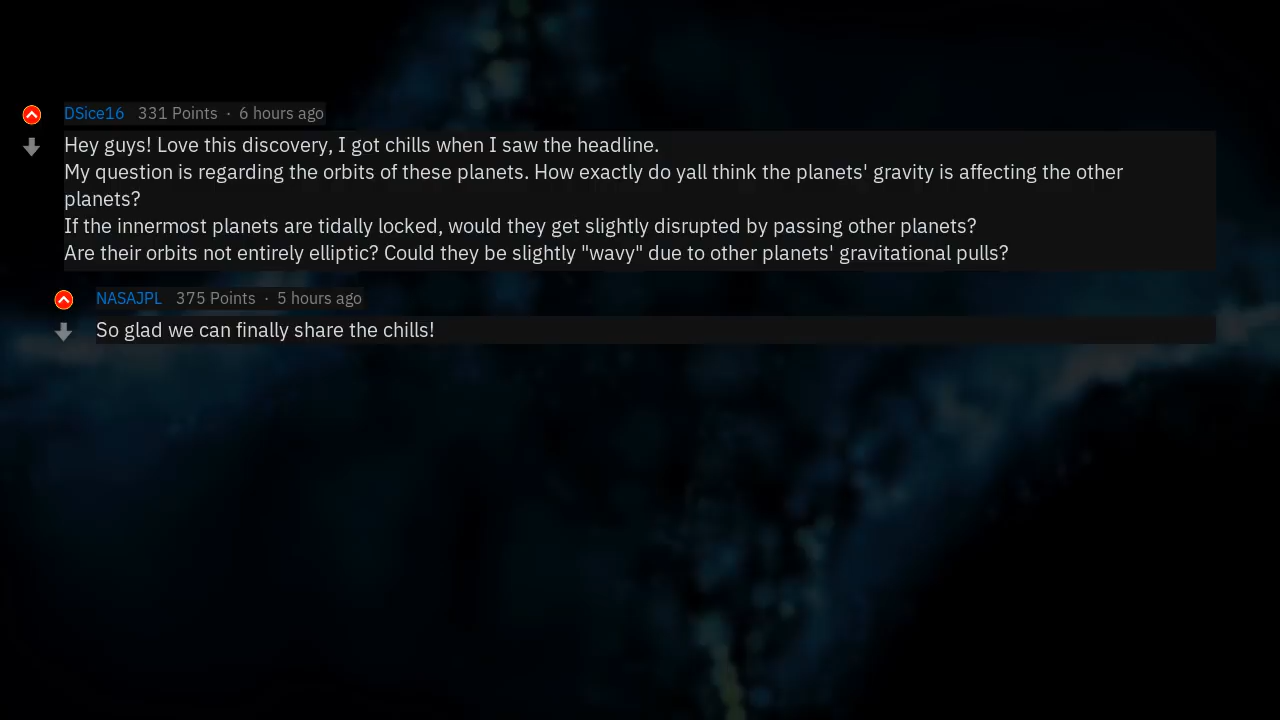 DSice16 331 Points · 6 hours ago
Hey guys! Love this discovery, I got chills when I saw the headline.
My question is regarding the orbits of these planets. How exactly do yall think the planets' gravity is affecting the other
planets?
If the innermost planets are tidally locked, would they get slightly disrupted by passing other planets?
Are their orbits not entirely elliptic? Could they be slightly "wavy" due to other planets' gravitational pulls?
NASAJPL 375 Points · 5 hours ago
So glad we can finally share the chills!